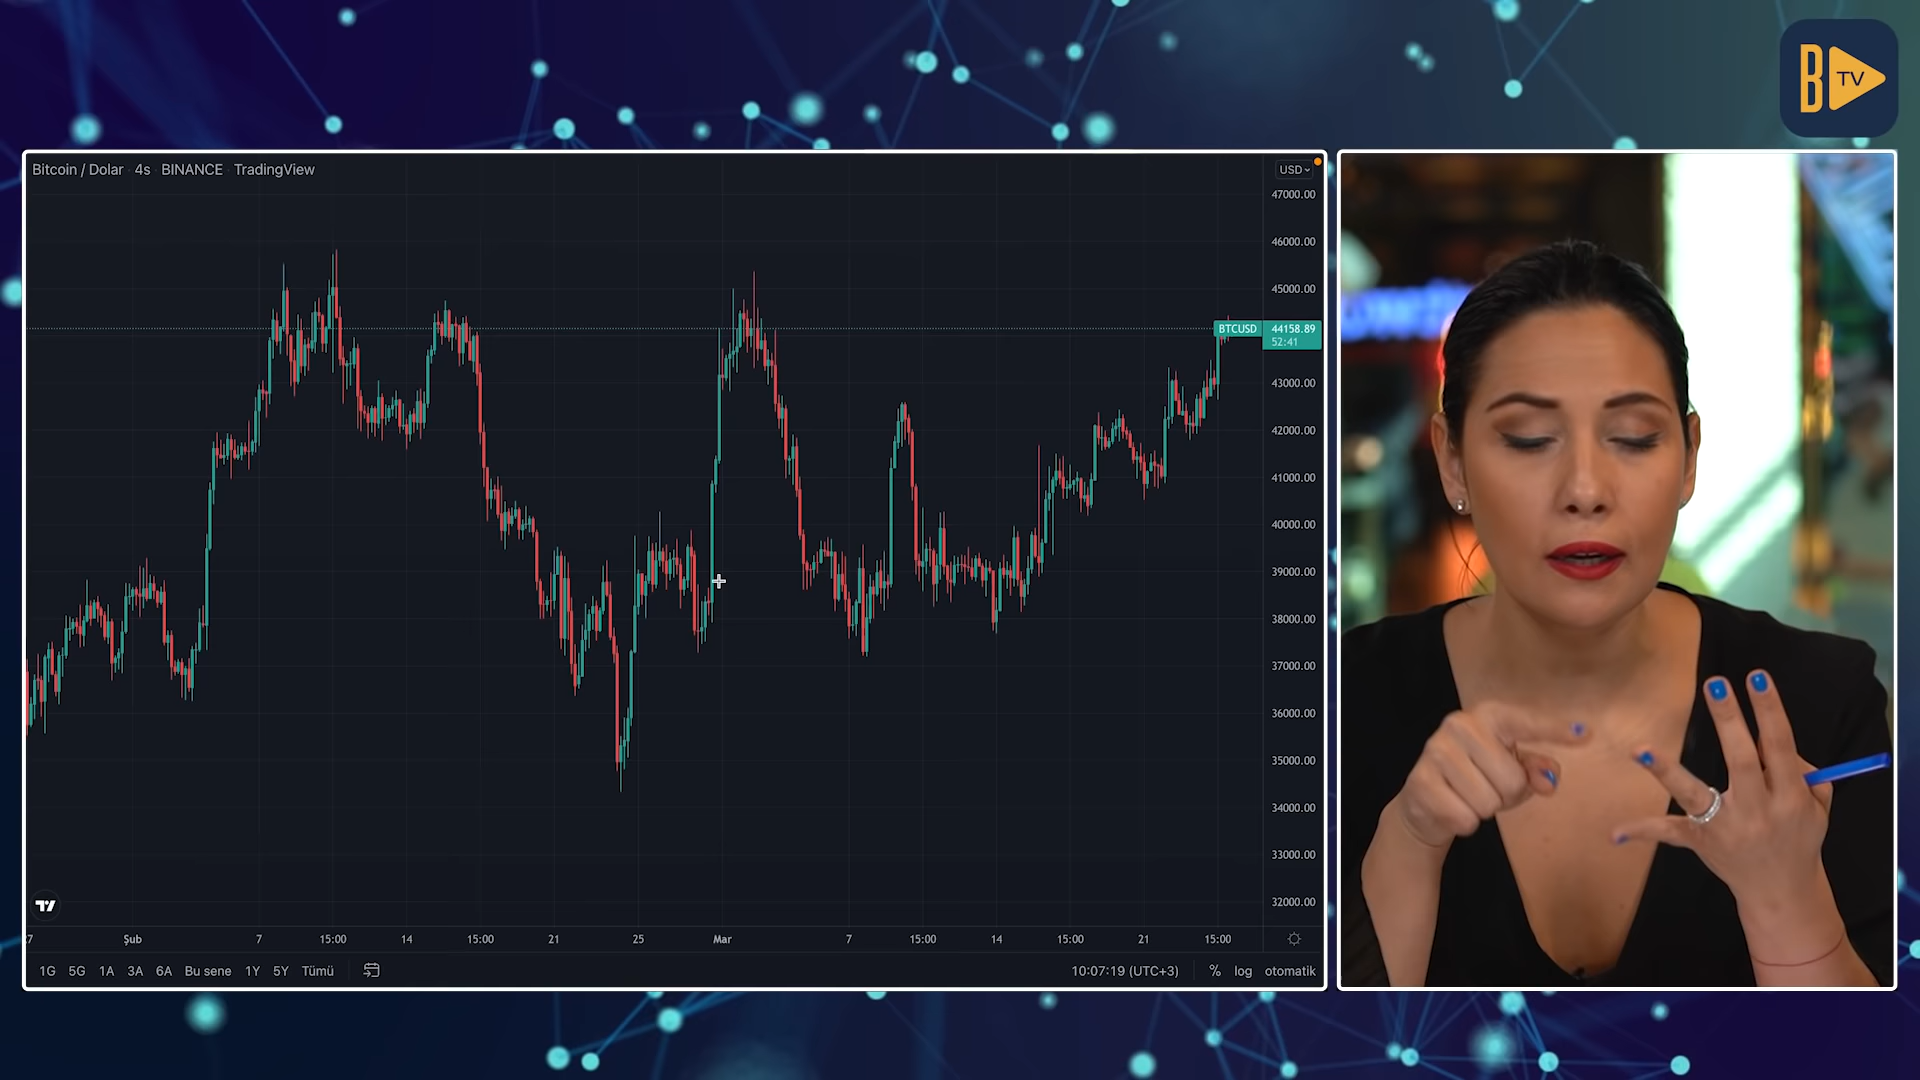 B TV
Bitcoin / Dolar · 4s · BINANCE · TradingView
USD
47000.00
46000.00
45000.00
BTCUSD 44158.89
52:41
43000.00
42000.00
41000.00
40000.00
39000.00
38000.00
37000.00
36000.00
35000.00
34000.00
33000.00
32000.00
7 Şub 7 15:00 14 15:00 21 25 Mar 7 15:00 14 15:00 21 15:00
1G 5G 1A 3A 6A Bu sene 1Y 5Y Tümü 10:07:19 (UTC+3) % log otomatik